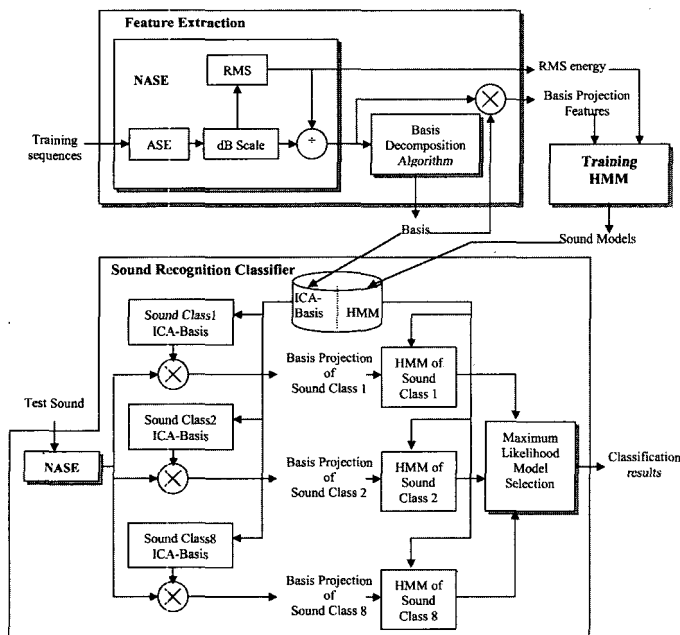 Feature Extraction
NASE
RMS
RMS energy
Basis Projection
Features
Training
sequences
ASE
dB Scale
÷
Basis
Decomposition
Algorithm
Training
HMM
Basis
Sound Models
Sound Recognition Classifier
ICA-
Basis
HMM
Sound Class1
ICA-Basis
Basis Projection
of
Sound Class 1
HMM of
Sound
Class 1
Test Sound
NASE
Sound Class2
ICA-Basis
Basis Projection
of
Sound Class 2
HMM of
Sound
Class 2
Maximum
Likelihood
Model
Selection
Classification
results
Sound Class8
ICA-Basis
Basis Projection
of
Sound Class 8
HMM of
Sound
Class 8